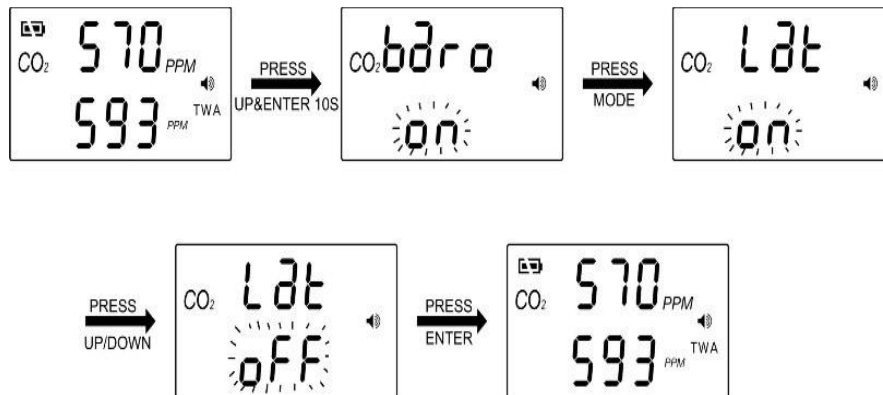 CO₂ 570 PPM
593 PPM TWA
PRESS
UP&ENTER 10S
CO₂ baro
on
PRESS
MODE
CO₂ Lat
on
PRESS
UP/DOWN
CO₂ Lat
oFF
PRESS
ENTER
CO₂ 570 PPM
593 PPM TWA